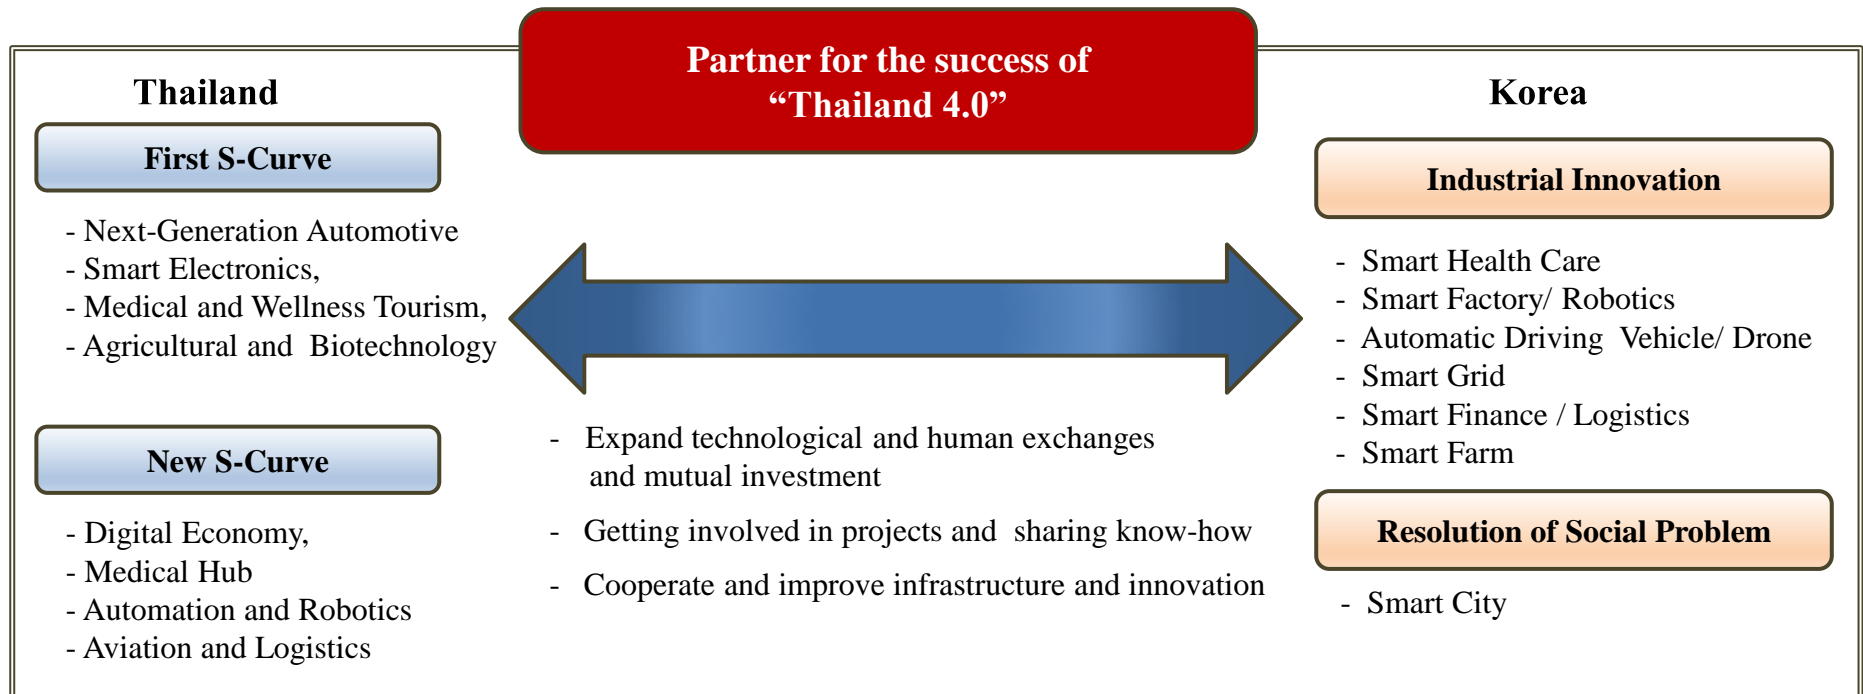 Partner for the success of
“Thailand 4.0”
Thailand
First S-Curve
- Next-Generation Automotive
- Smart Electronics,
- Medical and Wellness Tourism,
- Agricultural and Biotechnology
New S-Curve
- Digital Economy,
- Medical Hub
- Automation and Robotics
- Aviation and Logistics
- Expand technological and human exchanges
and mutual investment
- Getting involved in projects and sharing know-how
- Cooperate and improve infrastructure and innovation
Korea
Industrial Innovation
- Smart Health Care
- Smart Factory/ Robotics
- Automatic Driving Vehicle/ Drone
- Smart Grid
- Smart Finance / Logistics
- Smart Farm
Resolution of Social Problem
- Smart City